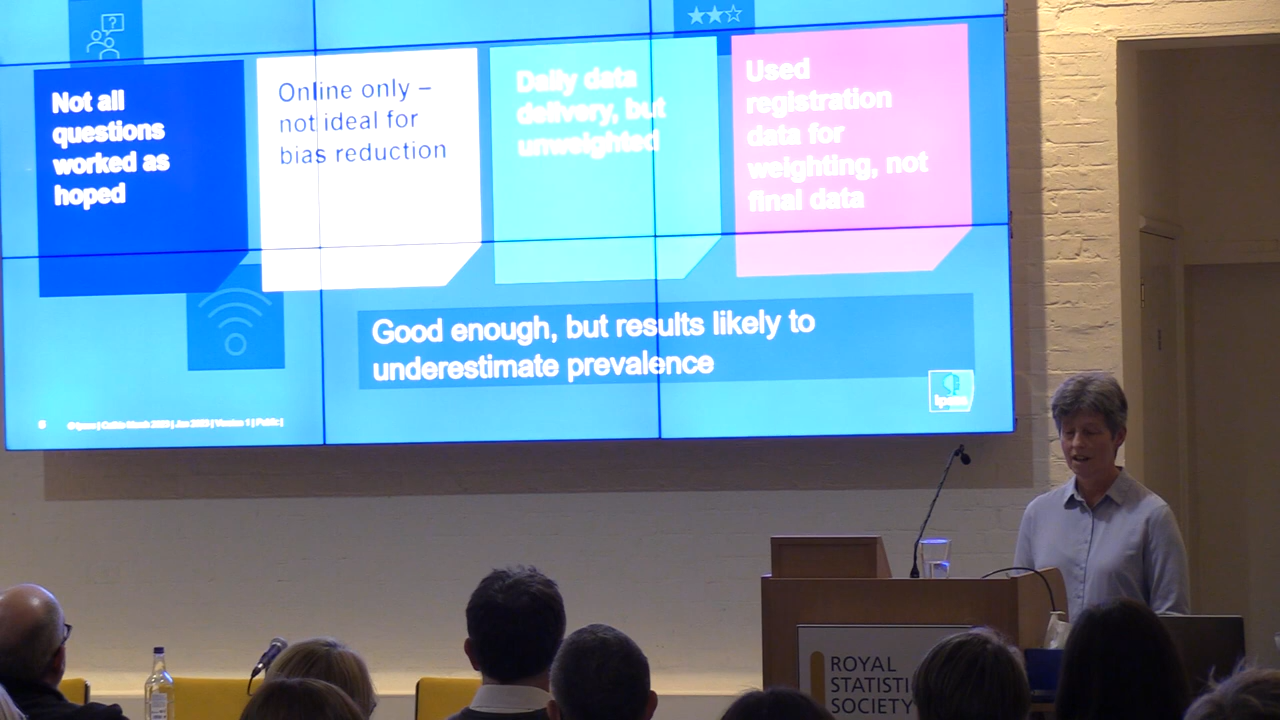 Not all
questions
worked as
hoped
Online only –
not ideal for
bias reduction
Daily data
delivery, but
unweighted
Used
registration
data for
weighting, not
final data
Good enough, but results likely to
underestimate prevalence
Ipsos
ROYAL
STATISTI
SOCIETY